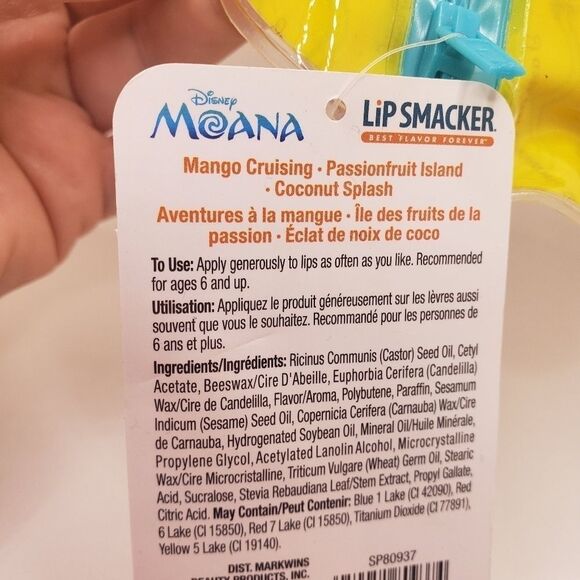 Disney
MOANA
LiP SMACKER.
BEST FLAVOR FOREVER
Mango Cruising • Passionfruit Island
• Coconut Splash
Aventures à la mangue • Île des fruits de la
passion • Éclat de noix de coco
To Use: Apply generously to lips as often as you like. Recommended
for ages 6 and up.
Utilisation: Appliquez le produit généreusement sur les lèvres aussi
souvent que vous le souhaitez. Recommandé pour les personnes de
6 ans et plus.
Ingredients/Ingrédients: Ricinus Communis (Castor) Seed Oil, Cetyl
Acetate, Beeswax/Cire D'Abeille, Euphorbia Cerifera (Candelilla)
Wax/Cire de Candelilla, Flavor/Aroma, Polybutene, Paraffin, Sesamum
Indicum (Sesame) Seed Oil, Copernicia Cerifera (Carnauba) Wax/Cire
de Carnauba, Hydrogenated Soybean Oil, Mineral Oil/Huile Minérale,
Propylene Glycol, Acetylated Lanolin Alcohol, Microcrystalline
Wax/Cire Microcristalline, Triticum Vulgare (Wheat) Germ Oil, Stearic
Acid, Sucralose, Stevia Rebaudiana Leaf/Stem Extract, Propyl Gallate,
Citric Acid. May Contain/Peut Contenir: Blue 1 Lake (CI 42090), Red
6 Lake (CI 15850), Red 7 Lake (CI 15850), Titanium Dioxide (CI 77891),
Yellow 5 Lake (CI 19140).
DIST. MARKWINS
BEAUTY PRODUCTS, INC.
SP80937